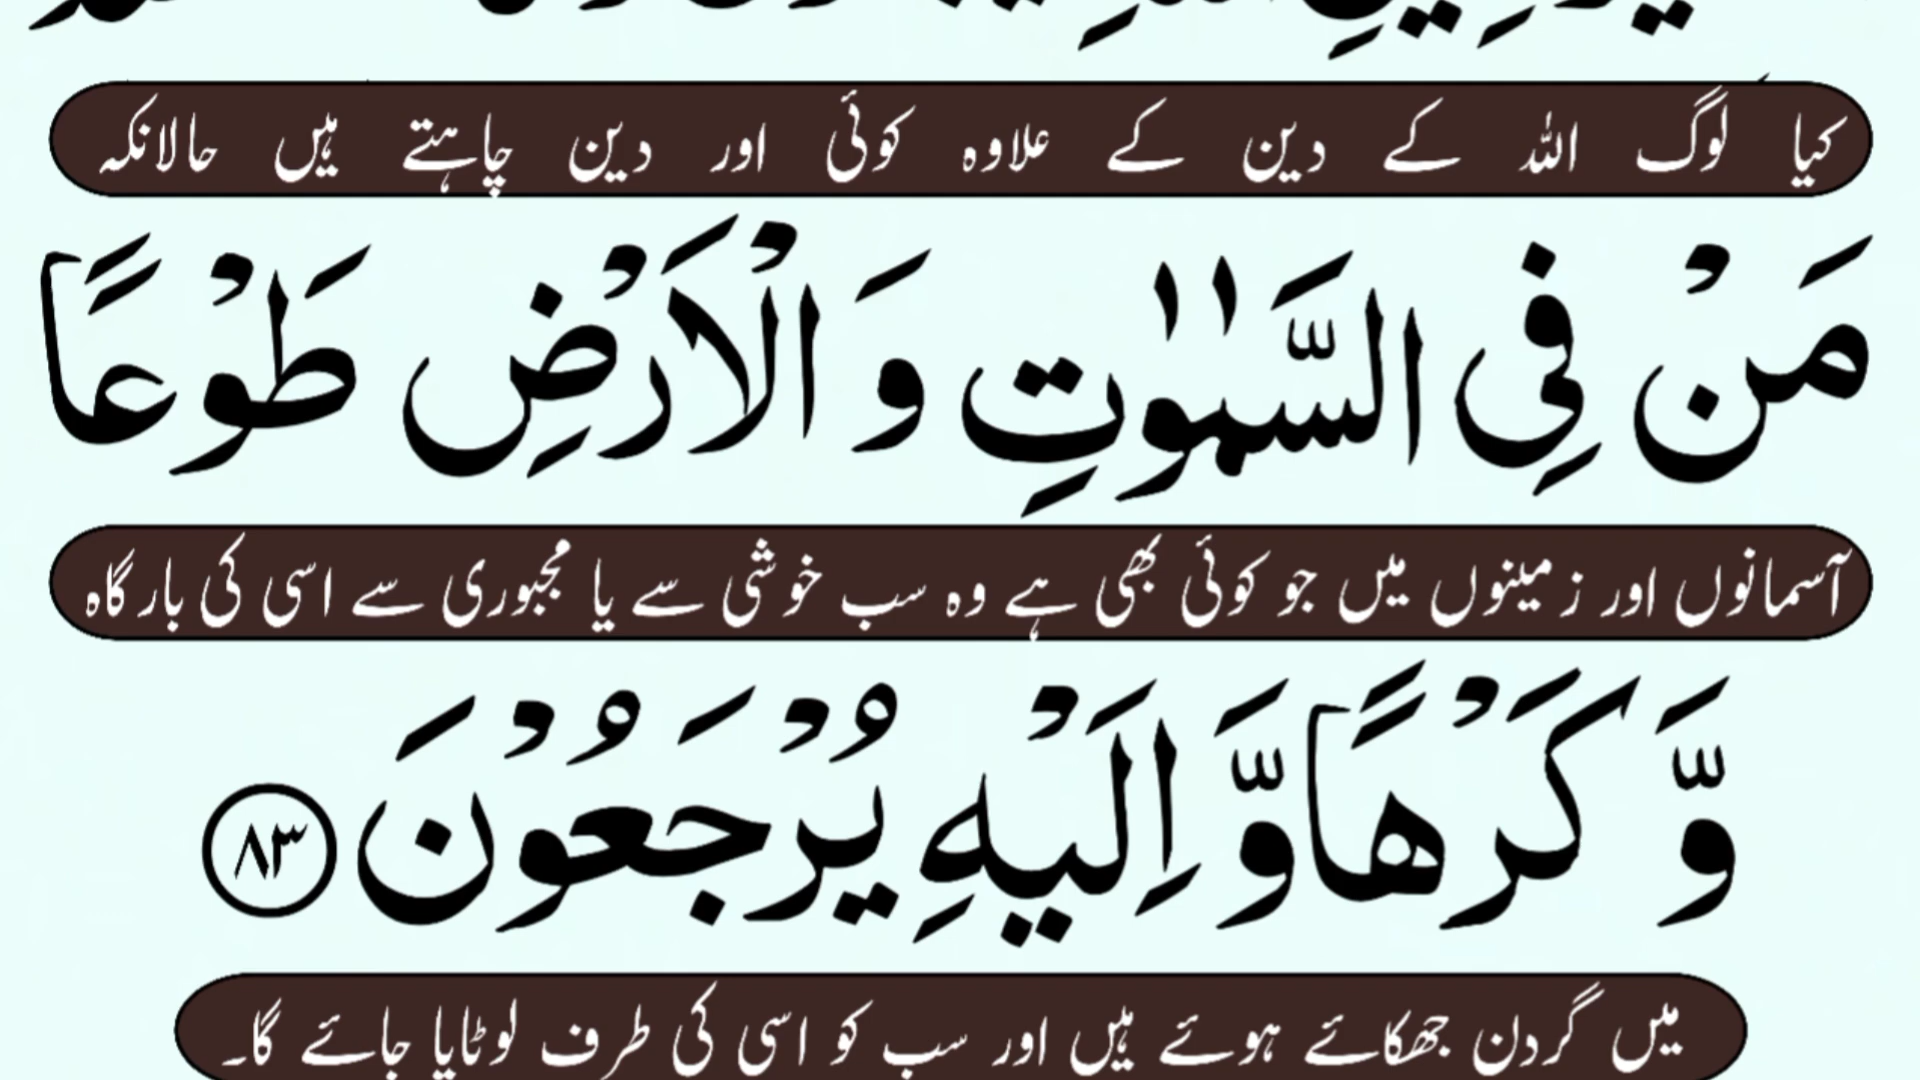 کیا لوگ اللہ کے دین کے علاوہ کوئی اور دین چاہتے ہیں حالانکہ
مَنْ فِی السَّمٰوٰتِ وَ الْاَرْضِ طَوْعًا
آسمانوں اور زمینوں میں جو کوئی بھی ہے وہ سب خوشی سے یا مجبوری سے اسی کی بارگاہ
وَّ كَرْهًا وَّ اِلَیْهِ یُرْجَعُوْنَ ۸۳
میں گردن جھکائے ہوئے ہیں اور سب کو اسی کی طرف لوٹایا جائے گا۔